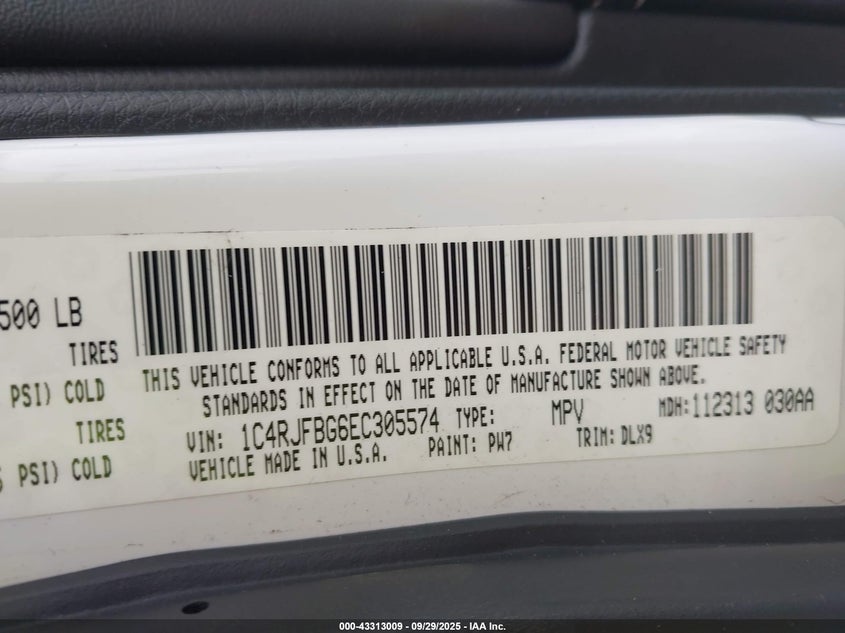 500 LB
TIRES
PSI) COLD
TIRES
PSI) COLD
THIS VEHICLE CONFORMS TO ALL APPLICABLE U.S.A. FEDERAL MOTOR VEHICLE SAFETY
STANDARDS IN EFFECT ON THE DATE OF MANUFACTURE SHOWN ABOVE.
VIN: 1C4RJFBG6EC305574 TYPE: MPV MDH: 112313 030AA
VEHICLE MADE IN U.S.A. PAINT: PW7 TRIM: DLX9
000-43313009 | 09/29/2025 - IAA Inc.